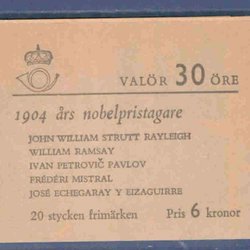 VALÖR 30 ÖRE
1904 års nobelpristagare
JOHN WILLIAM STRUTT RAYLEIGH
WILLIAM RAMSAY
IVAN PETROVIČ PAVLOV
FRÉDÉRI MISTRAL
JOSÉ ECHEGARAY Y EIZAGUIRRE
20 stycken frimärken Pris 6 kronor